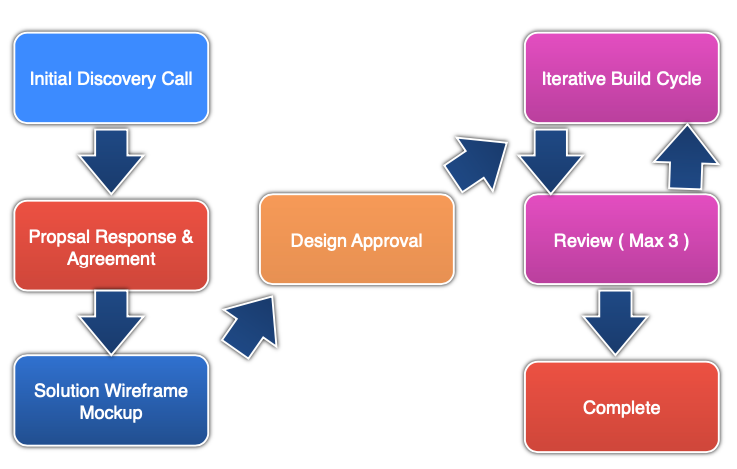 Initial Discovery Call
Propsal Response &
Agreement
Solution Wireframe
Mockup
Design Approval
Iterative Build Cycle
Review ( Max 3 )
Complete